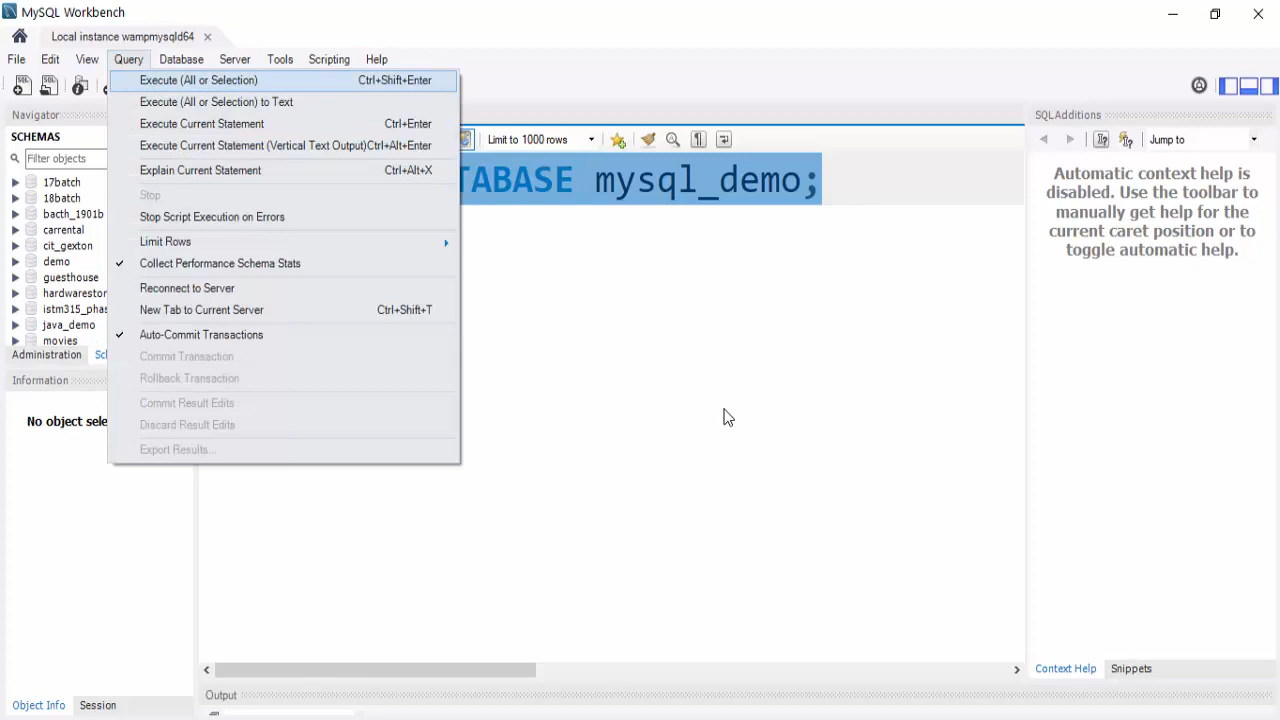 MySQL Workbench
Local instance wampmysqld64
File Edit View Query Database Server Tools Scripting Help
Execute (All or Selection) Ctrl+Shift+Enter
Execute (All or Selection) to Text
Execute Current Statement Ctrl+Enter
Execute Current Statement (Vertical Text Output)Ctrl+Alt+Enter
Explain Current Statement Ctrl+Alt+X
Stop
Stop Script Execution on Errors
Limit Rows
Collect Performance Schema Stats
Reconnect to Server
New Tab to Current Server Ctrl+Shift+T
Auto-Commit Transactions
Commit Transaction
Rollback Transaction
Commit Result Edits
Discard Result Edits
Export Results...
Navigator
SCHEMAS
Filter objects
17batch
18batch
bacth_1901b
carrental
cit_gexton
demo
guesthouse
hardwarestor
istm315_phas
java_demo
movies
Administration Sch
Information
No object sele
Object Info Session
Limit to 1000 rows
TABASE mysql_demo;
Output
SQLAdditions
Jump to
Automatic context help is
disabled. Use the toolbar to
manually get help for the
current caret position or to
toggle automatic help.
Context Help Snippets